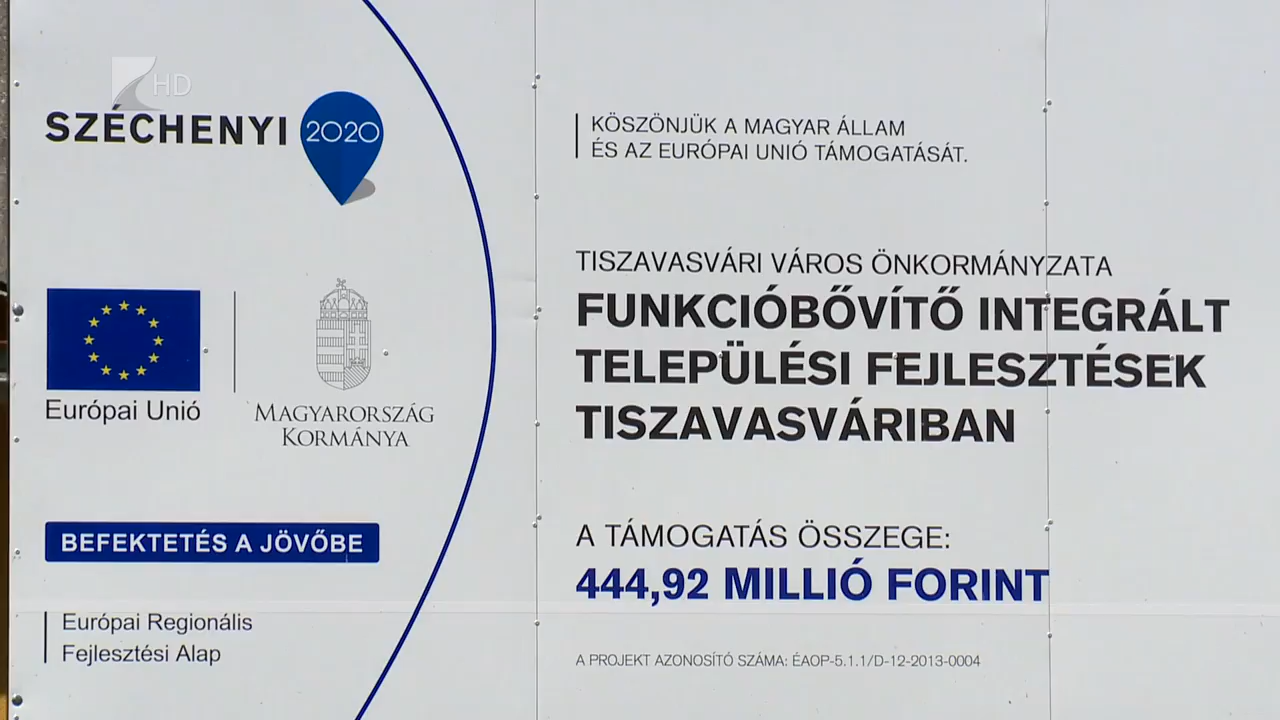 HD
SZÉCHENYI 2020
Európai Unió
MAGYARORSZÁG
KORMÁNYA
BEFEKTETÉS A JÖVŐBE
Európai Regionális
Fejlesztési Alap
KÖSZÖNJÜK A MAGYAR ÁLLAM
ÉS AZ EURÓPAI UNIÓ TÁMOGATÁSÁT.
TISZAVASVÁRI VÁROS ÖNKORMÁNYZATA
FUNKCIÓBŐVÍTŐ INTEGRÁLT
TELEPÜLÉSI FEJLESZTÉSEK
TISZAVASVÁRIBAN
A TÁMOGATÁS ÖSSZEGE:
444,92 MILLIÓ FORINT
A PROJEKT AZONOSÍTÓ SZÁMA: ÉAOP-5.1.1/D-12-2013-0004